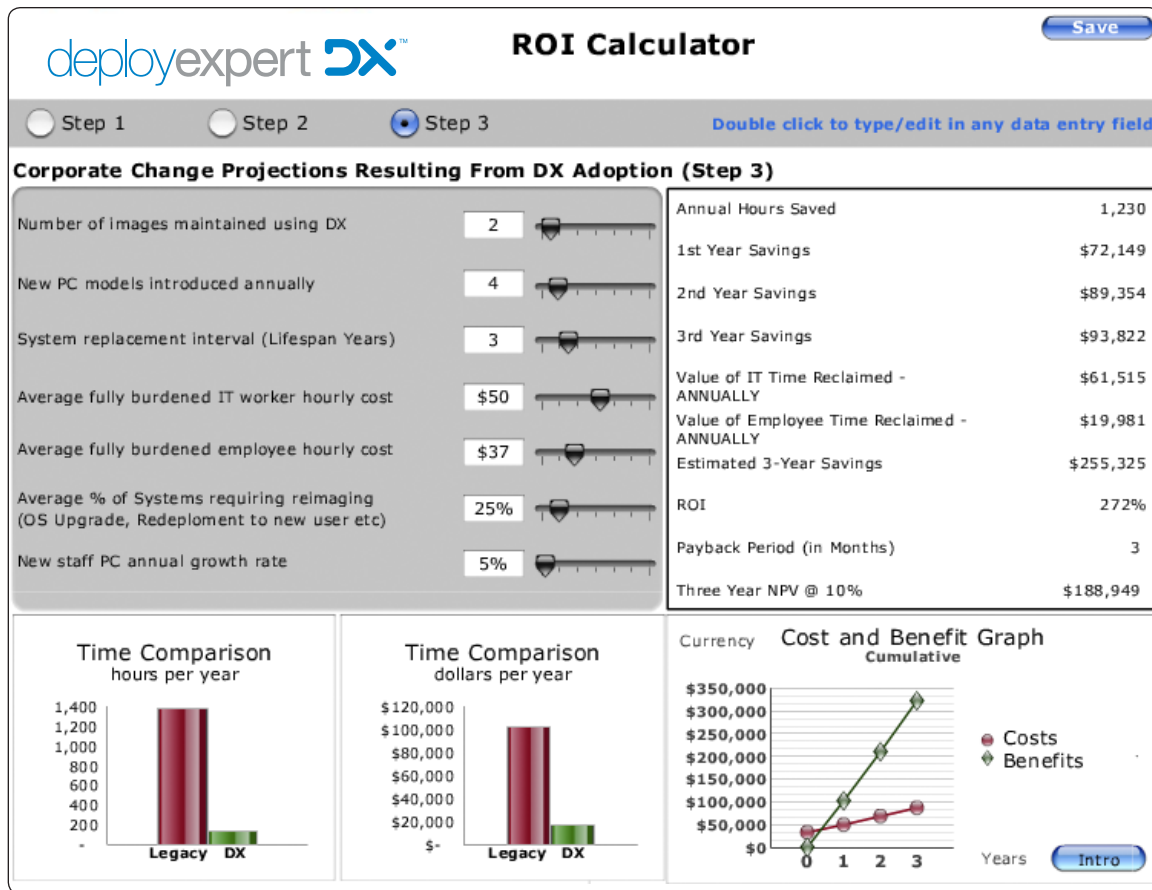 deployexpert DX™
ROI Calculator
Save
Step 1
Step 2
Step 3
Double click to type/edit in any data entry field
Corporate Change Projections Resulting From DX Adoption (Step 3)
Number of images maintained using DX
2
New PC models introduced annually
4
System replacement interval (Lifespan Years)
3
Average fully burdened IT worker hourly cost
$50
Average fully burdened employee hourly cost
$37
Average % of Systems requiring reimaging
(OS Upgrade, Redeploment to new user etc)
25%
New staff PC annual growth rate
5%
Annual Hours Saved
1,230
1st Year Savings
$72,149
2nd Year Savings
$89,354
3rd Year Savings
$93,822
Value of IT Time Reclaimed -
ANNUALLY
$61,515
Value of Employee Time Reclaimed -
ANNUALLY
$19,981
Estimated 3-Year Savings
$255,325
ROI
272%
Payback Period (in Months)
3
Three Year NPV @ 10%
$188,949
Time Comparison
hours per year
1,400
1,200
1,000
800
600
400
200
-
Legacy DX
Time Comparison
dollars per year
$120,000
$100,000
$80,000
$60,000
$40,000
$20,000
$-
Legacy DX
Currency
Cost and Benefit Graph
Cumulative
$350,000
$300,000
$250,000
$200,000
$150,000
$100,000
$50,000
$0
0 1 2 3
Costs
Benefits
Years
Intro